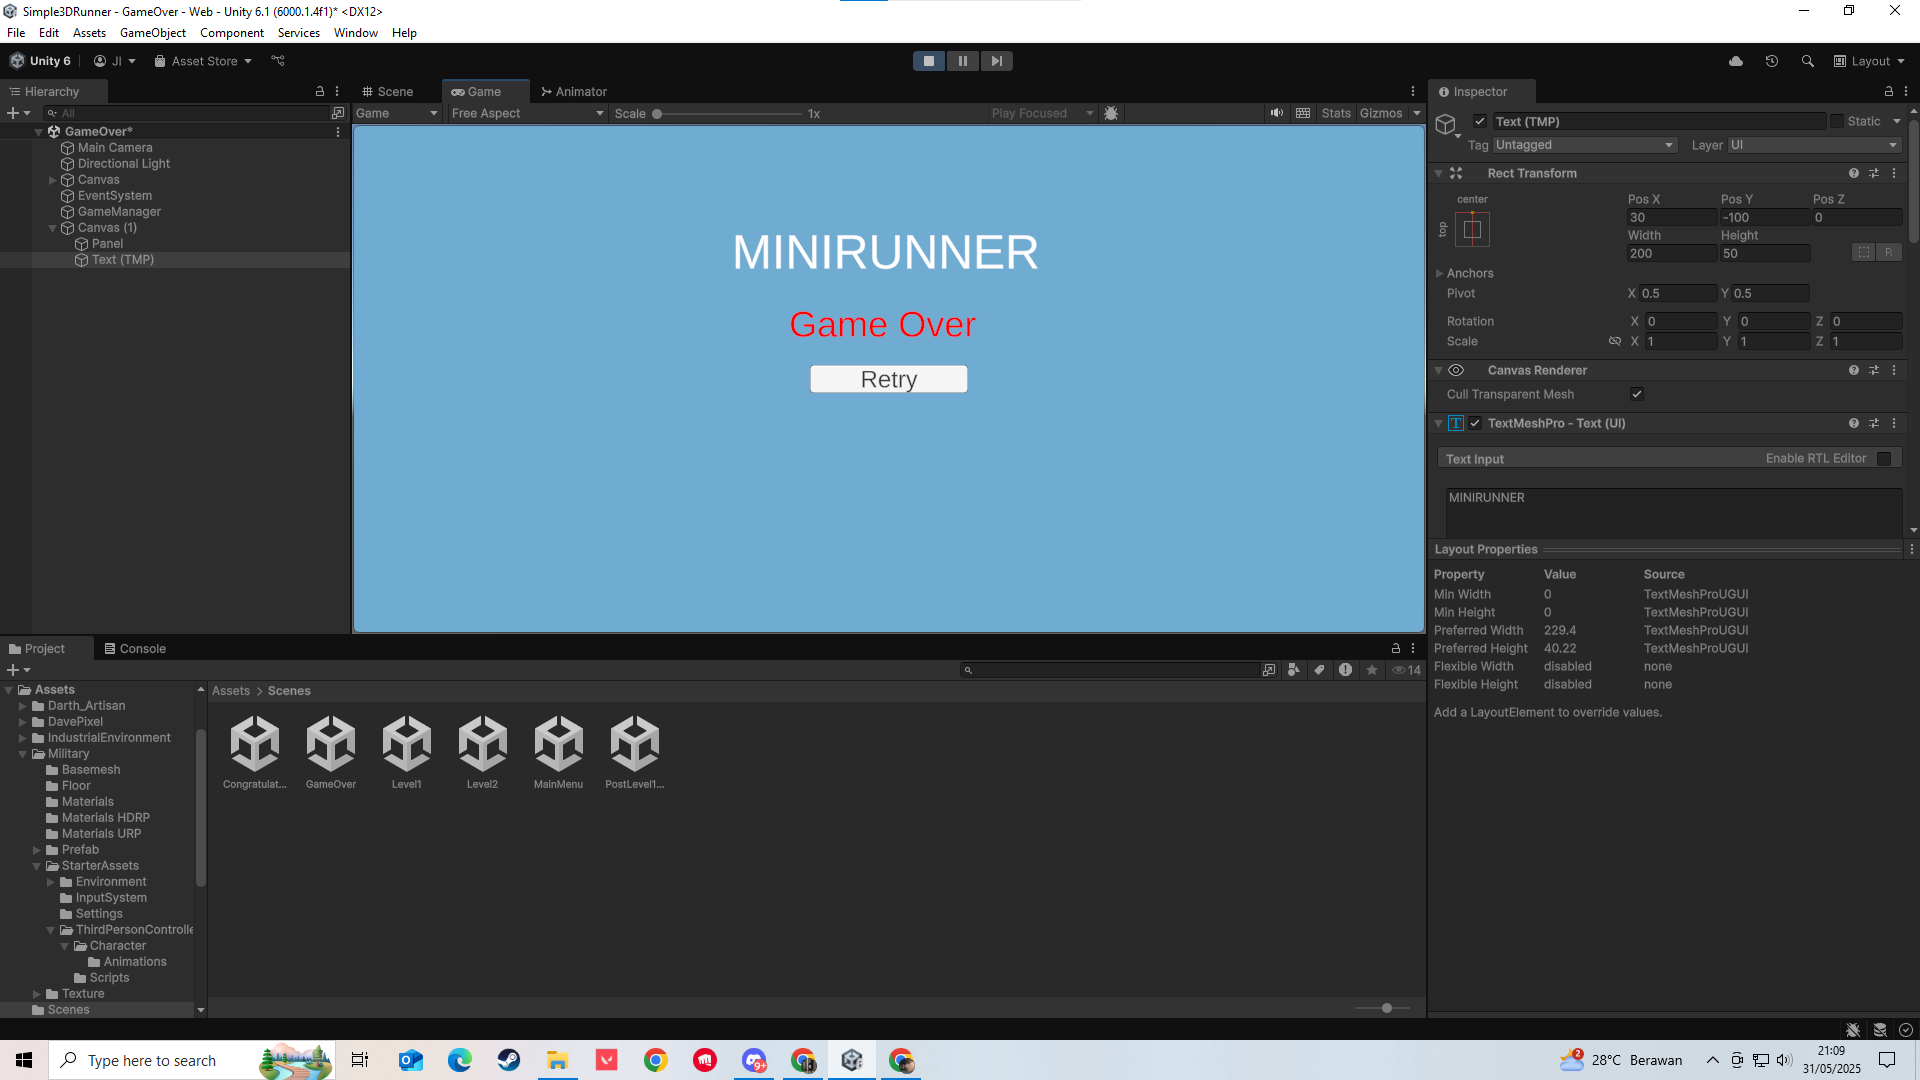 Simple3DRunner - GameOver - Web - Unity 6.1 (6000.1.4f1)* <DX12>
File Edit Assets GameObject Component Services Window Help
Unity 6 JI Asset Store Layout
Hierarchy
All
GameOver*
Main Camera
Directional Light
Canvas
EventSystem
GameManager
Canvas (1)
Panel
Text (TMP)
Scene Game Animator
Game Free Aspect Scale 1x Play Focused Stats Gizmos
MINIRUNNER
Game Over
Retry
Inspector
Text (TMP) Static
Tag Untagged Layer UI
Rect Transform
center Pos X Pos Y Pos Z
top 30 -100 0
Width Height
200 50
R
Anchors
Pivot X 0.5 Y 0.5
Rotation X 0 Y 0 Z 0
Scale X 1 Y 1 Z 1
Canvas Renderer
Cull Transparent Mesh
TextMeshPro - Text (UI)
Text Input Enable RTL Editor
MINIRUNNER
Layout Properties
Property Value Source
Min Width 0 TextMeshProUGUI
Min Height 0 TextMeshProUGUI
Preferred Width 229.4 TextMeshProUGUI
Preferred Height 40.22 TextMeshProUGUI
Flexible Width disabled none
Flexible Height disabled none
Add a LayoutElement to override values.
Project Console
14
Assets
Darth_Artisan
DavePixel
IndustrialEnvironment
Military
Basemesh
Floor
Materials
Materials HDRP
Materials URP
Prefab
StarterAssets
Environment
InputSystem
Settings
ThirdPersonControlle
Character
Animations
Scripts
Texture
Scenes
Assets > Scenes
Congratulat... GameOver Level1 Level2 MainMenu PostLevel1...
Type here to search
9+
2
28°C Berawan
21:09
31/05/2025